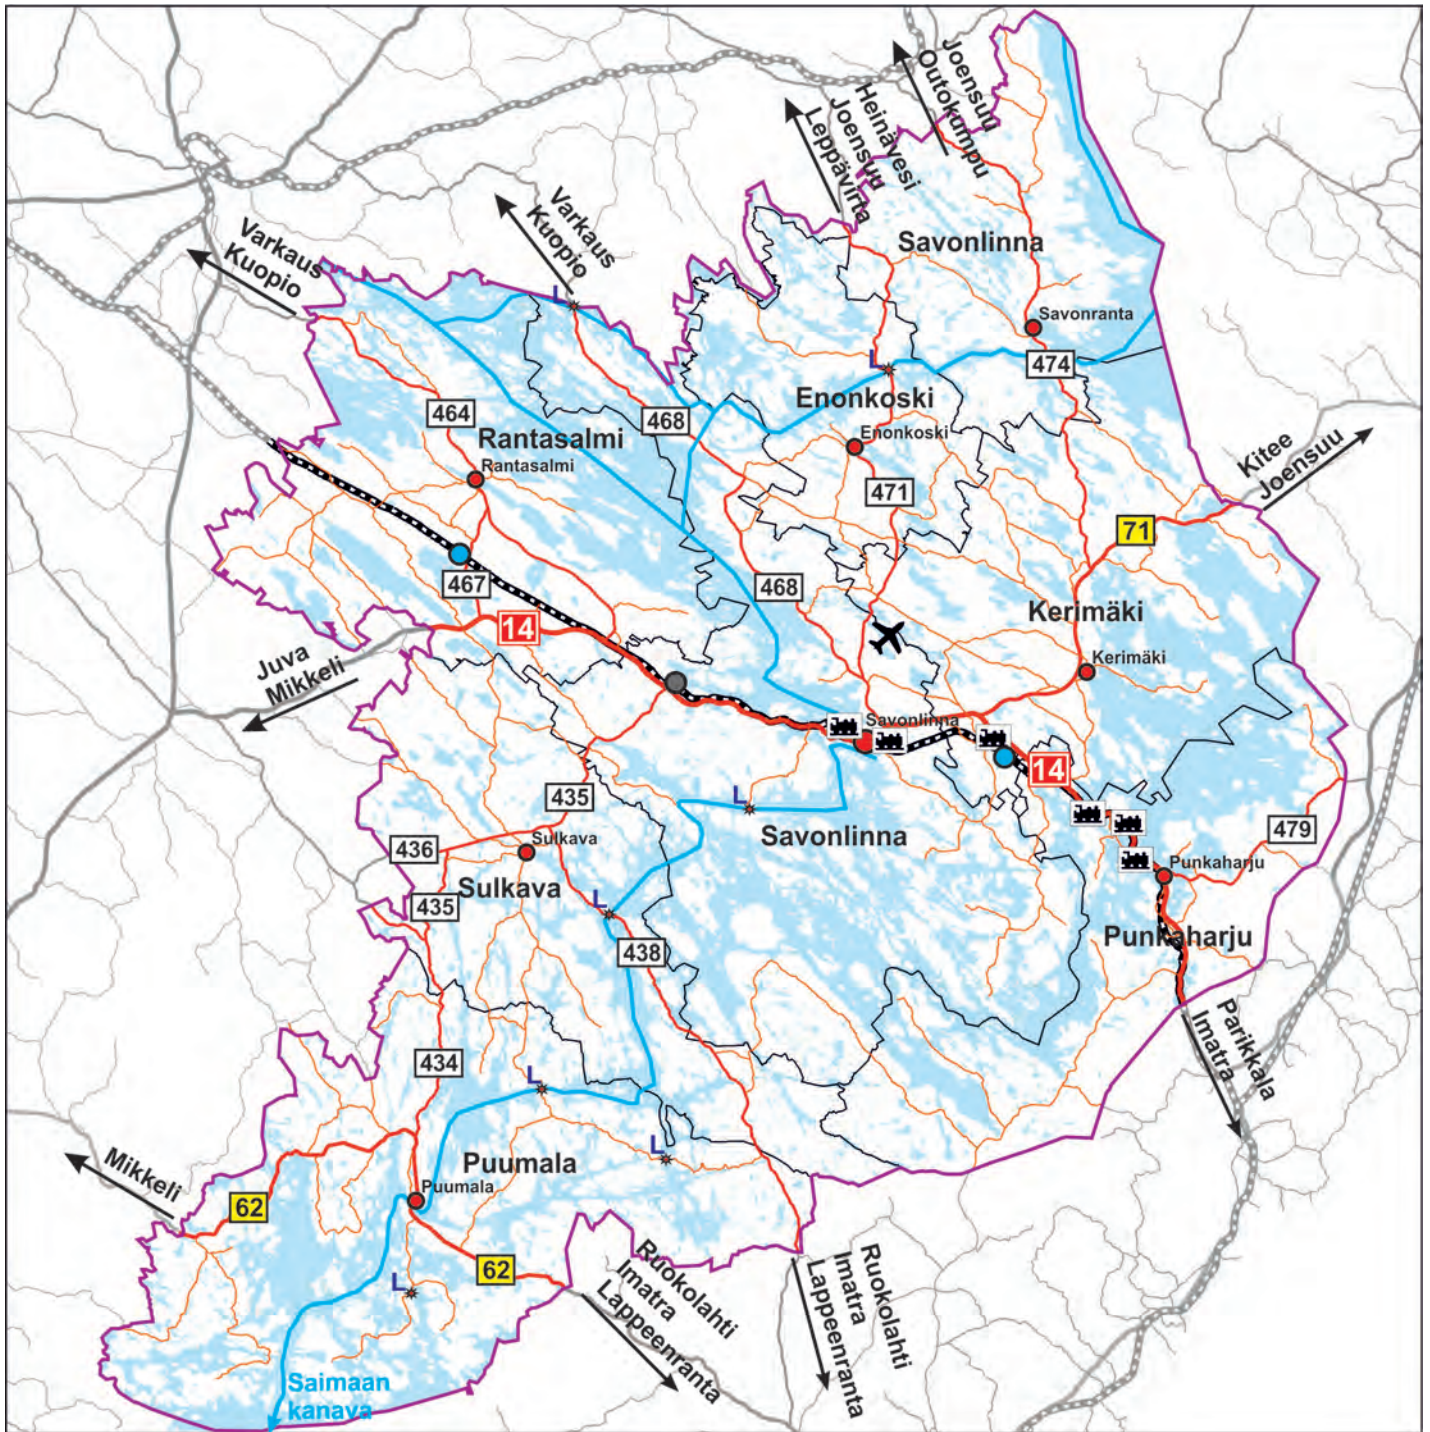 Joensuu
Outokumpu
Heinävesi
Joensuu
Leppävirta
Varkaus
Kuopio
Varkaus
Kuopio
Savonlinna
Savonranta
L
L
474
Enonkoski
464
468
Rantasalmi
Enonkoski
Rantasalmi
Kitee
Joensuu
471
71
467
468
Kerimäki
14
Juva
Mikkeli
Kerimäki
Savonlinna
14
435
L
Savonlinna
479
436
Sulkava
Punkaharju
Sulkava
435
L
438
Punkaharju
Parikkala
Imatra
434
L
L
Mikkeli
Puumala
Puumala
62
62
L
Ruokolahti
Imatra
Lappeenranta
Ruokolahti
Imatra
Lappeenranta
Saimaan
kanava